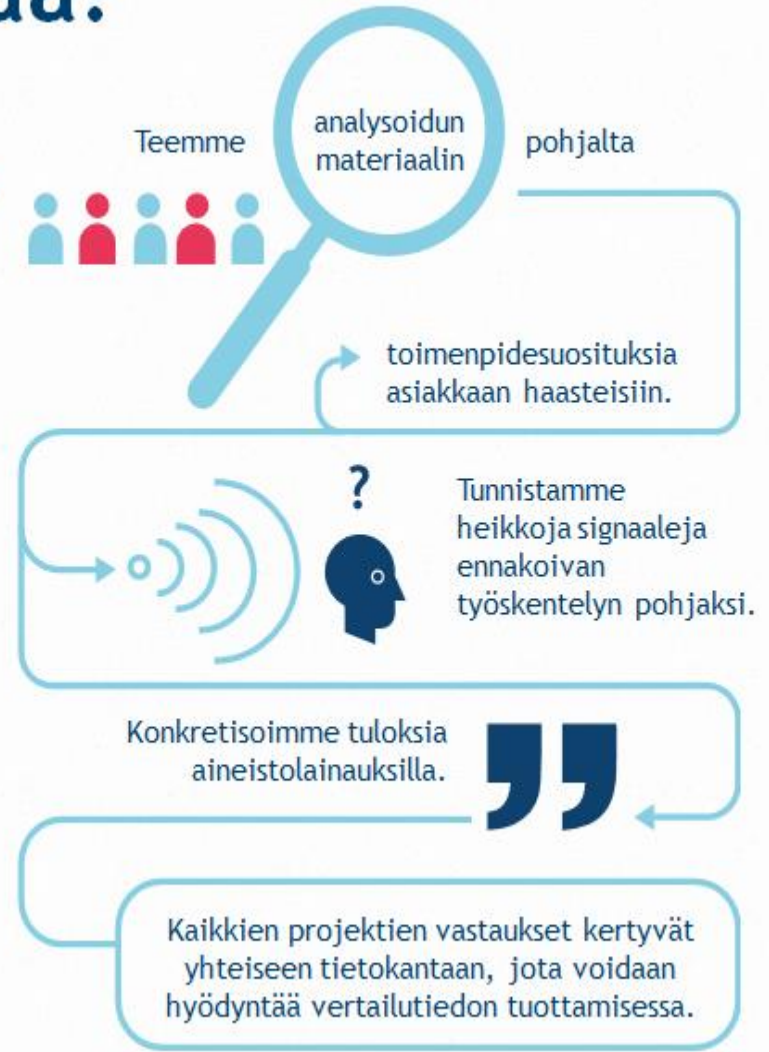 Teemme
analysoidun
materiaalin
pohjalta
toimenpidesuosituksia
asiakkaan haasteisiin.
?
Tunnistamme
heikkoja signaaleja
ennakoivan
työskentelyn pohjaksi.
Konkretisoimme tuloksia
aineistolainauksilla.
”
Kaikkien projektien vastaukset kertyvät
yhteiseen tietokantaan, jota voidaan
hyödyntää vertailutiedon tuottamisessa.